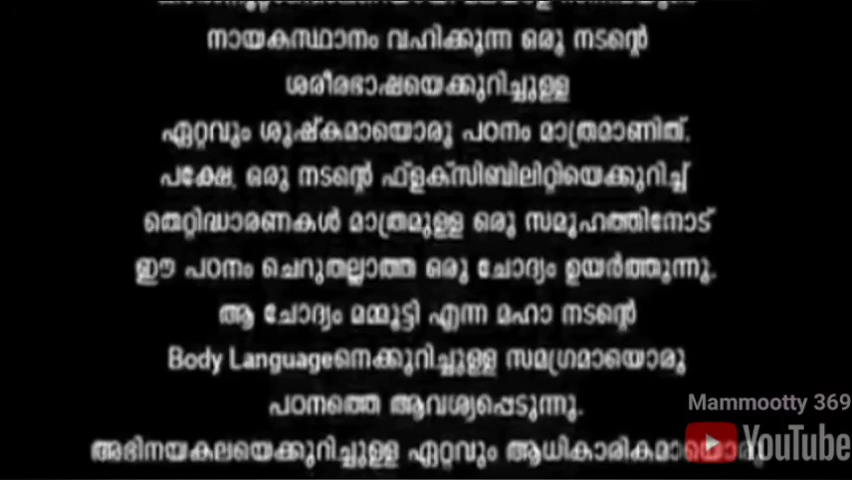 നായകസ്ഥാനം വഹിക്കുന്ന ഒരു നടന്റെ
ശരീരഭാഷയെക്കുറിച്ചുള്ള
ഏറ്റവും ശുഷ്കമായൊരു പഠനം മാത്രമാണിത്.
പക്ഷേ, ഒരു നടന്റെ ഫ്ളക്സിബിലിറ്റിയെക്കുറിച്ച്
തെറ്റിദ്ധാരണകൾ മാത്രമുള്ള ഒരു സമൂഹത്തിനോട്
ഈ പഠനം ചെറുതല്ലാത്ത ഒരു ചോദ്യം ഉയർത്തുന്നു.
ആ ചോദ്യം മമ്മൂട്ടി എന്ന മഹാ നടന്റെ
Body Languageനെക്കുറിച്ചുള്ള സമഗ്രമായൊരു
പഠനത്തെ ആവശ്യപ്പെടുന്നു.
Mammootty 369
YouTube
അഭിനയകലയെക്കുറിച്ചുള്ള ഏറ്റവും ആധികാരികമായൊരു